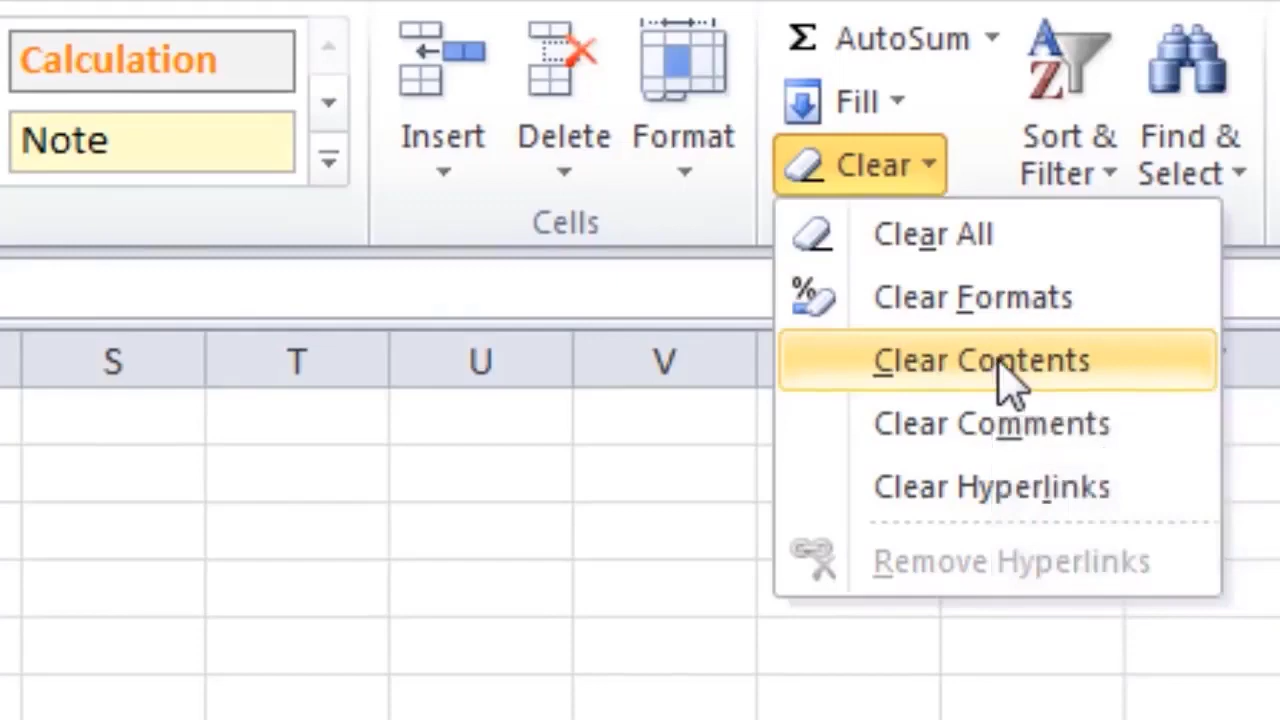 Calculation
Note
Insert
Delete
Format
Cells
Σ AutoSum
Fill
Clear
Sort &
Filter
Find &
Select
Clear All
Clear Formats
Clear Contents
Clear Comments
Clear Hyperlinks
Remove Hyperlinks
S T U V